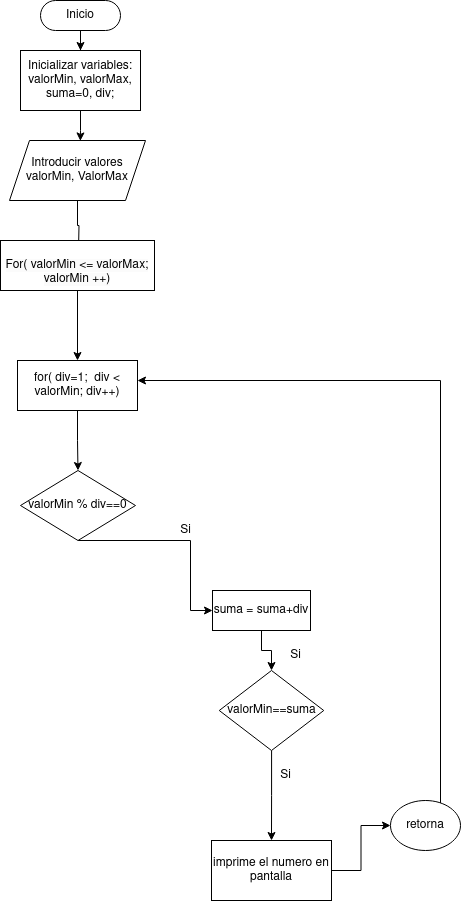 Inicio
Inicializar variables:
valorMin, valorMax,
suma=0, div;
Introducir valores
valorMin, ValorMax
For( valorMin <= valorMax;
valorMin ++)
for( div=1;  div <
valorMin; div++)
valorMin % div==0
Si
suma = suma+div
Si
valorMin==suma
Si
retorna
imprime el numero en
pantalla